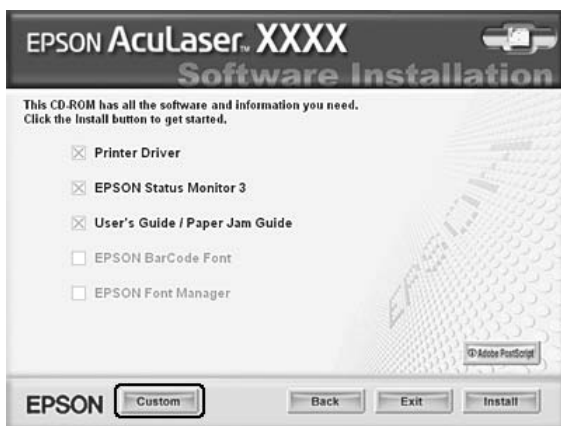 EPSON AcuLaser™ XXXX
Software Installation
This CD-ROM has all the software and information you need.
Click the Install button to get started.
Printer Driver
EPSON Status Monitor 3
User's Guide / Paper Jam Guide
EPSON BarCode Font
EPSON Font Manager
EPSON
Adobe PostScript
EPSON Custom Back Exit Install